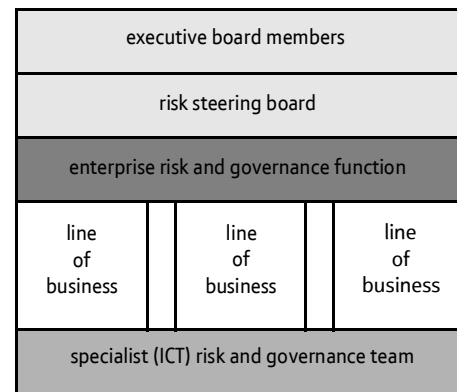 executive board members
risk steering board
enterprise risk and governance function
line
of
business
line
of
business
line
of
business
specialist (ICT) risk and governance team